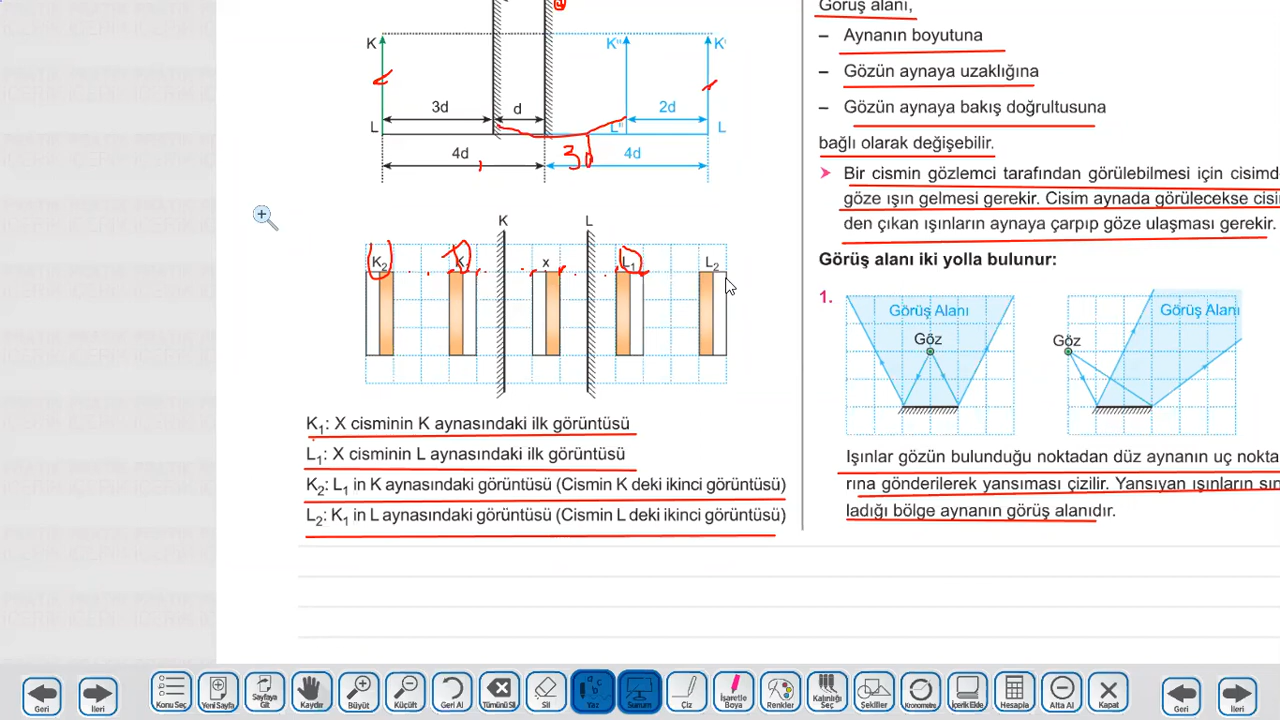 K
K'' K'
3d
d
2d
L
L'' L
4d
3d
4d
K
L
K2
K
x
L1
L2
K1: X cisminin K aynasındaki ilk görüntüsü
L1: X cisminin L aynasındaki ilk görüntüsü
K2: L1 in K aynasındaki görüntüsü (Cismin K deki ikinci görüntüsü)
L2: K1 in L aynasındaki görüntüsü (Cismin L deki ikinci görüntüsü)
Görüş alanı,
– Aynanın boyutuna
– Gözün aynaya uzaklığına
– Gözün aynaya bakış doğrultusuna
bağlı olarak değişebilir.
Bir cismin gözlemci tarafından görülebilmesi için cisimd
göze ışın gelmesi gerekir. Cisim aynada görülecekse cisi
den çıkan ışınların aynaya çarpıp göze ulaşması gerekir.
Görüş alanı iki yolla bulunur:
1.
Görüş Alanı
Göz
Görüş Alanı
Göz
Işınlar gözün bulunduğu noktadan düz aynanın uç nokta
rına gönderilerek yansıması çizilir. Yansıyan ışınların sın
ladığı bölge aynanın görüş alanıdır.
Geri
İleri
Konu Seç
Yeni Sayfa
Sayfaya Git
Kaydır
Büyüt
Küçült
Geri Al
Tümünü Sil
Sil
Yaz
Sunum
Çiz
İşaretle Boya
Renkler
Kalınlığı Seç
Şekiller
Kronometre
İçerik Ekle
Hesapla
Alta Al
Kapat
Geri
İleri